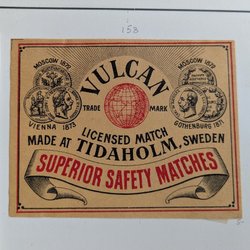 153
MOSCOW 1872
MOSCOW 1872
VULCAN
TRADE MARK
VIENNA 1873
GOTHENBURG 1871
LICENSED MATCH
MADE AT TIDAHOLM, SWEDEN
SUPERIOR SAFETY MATCHES